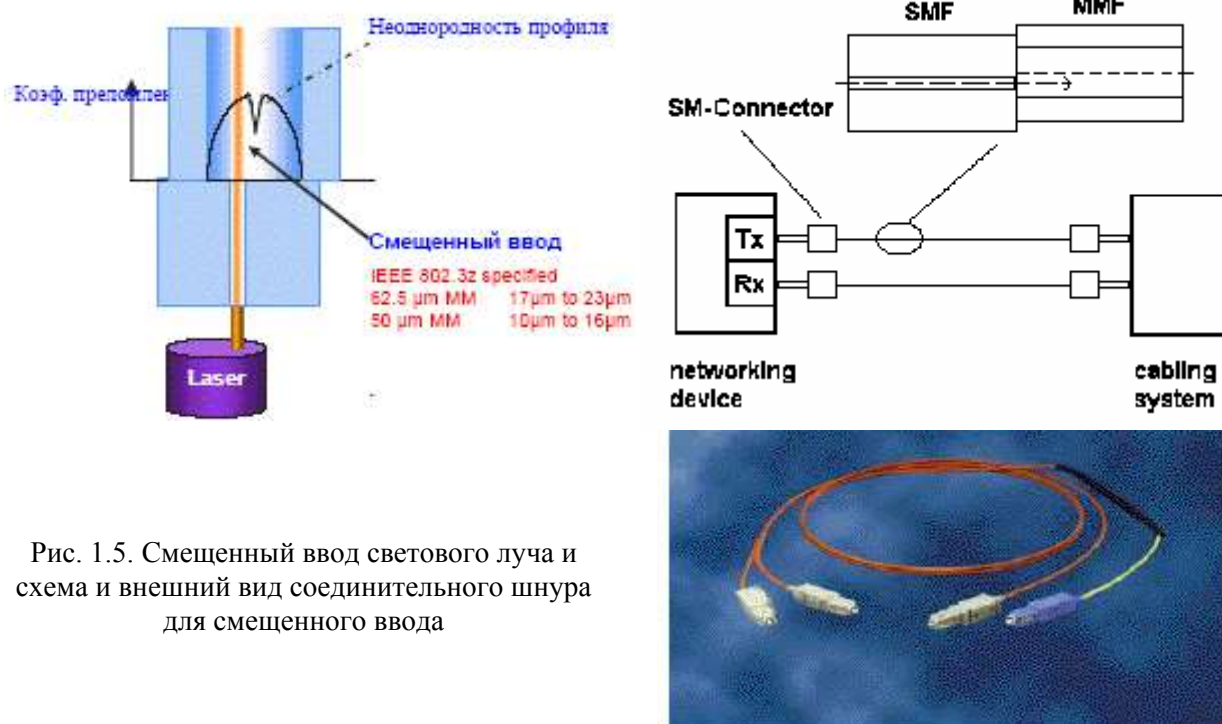 Неоднородность профиля
Коэф. преломлен
Смещенный ввод
IEEE 802.3z specified
62.5 µm MM 17µm to 23µm
50 µm MM 10µm to 16µm
Laser
SMF MMF
SM-Connector
Tx
Rx
networking
device
cabling
system
Рис. 1.5. Смещенный ввод светового луча и
схема и внешний вид соединительного шнура
для смещенного ввода